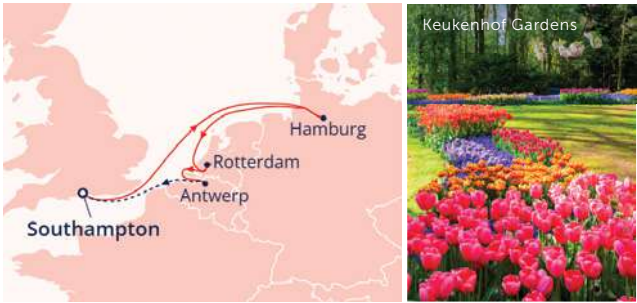 Keukenhof Gardens
Hamburg
Rotterdam
Antwerp
Southampton